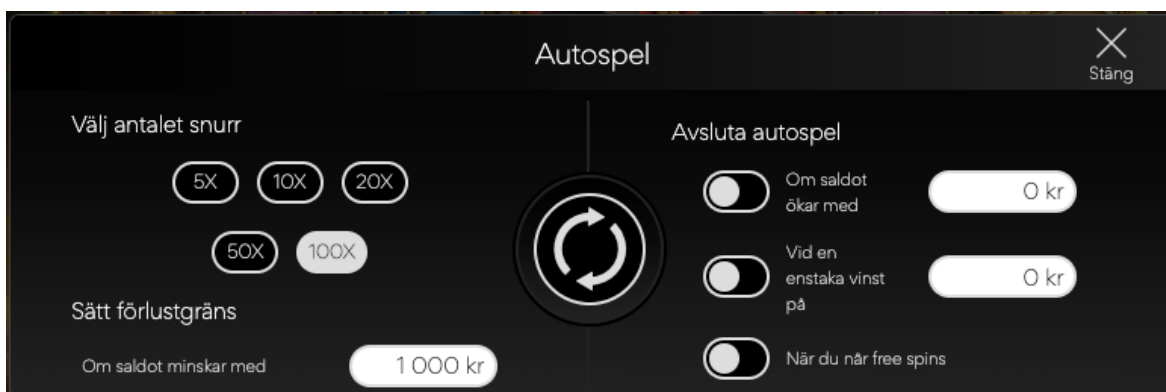 Autospel
Stäng
Välj antalet snurr
5X 10X 20X
50X 100X
Sätt förlustgräns
Om saldot minskar med 1 000 kr
Avsluta autospel
Om saldot
ökar med
0 kr
Vid en
enstaka vinst
på
0 kr
När du når free spins